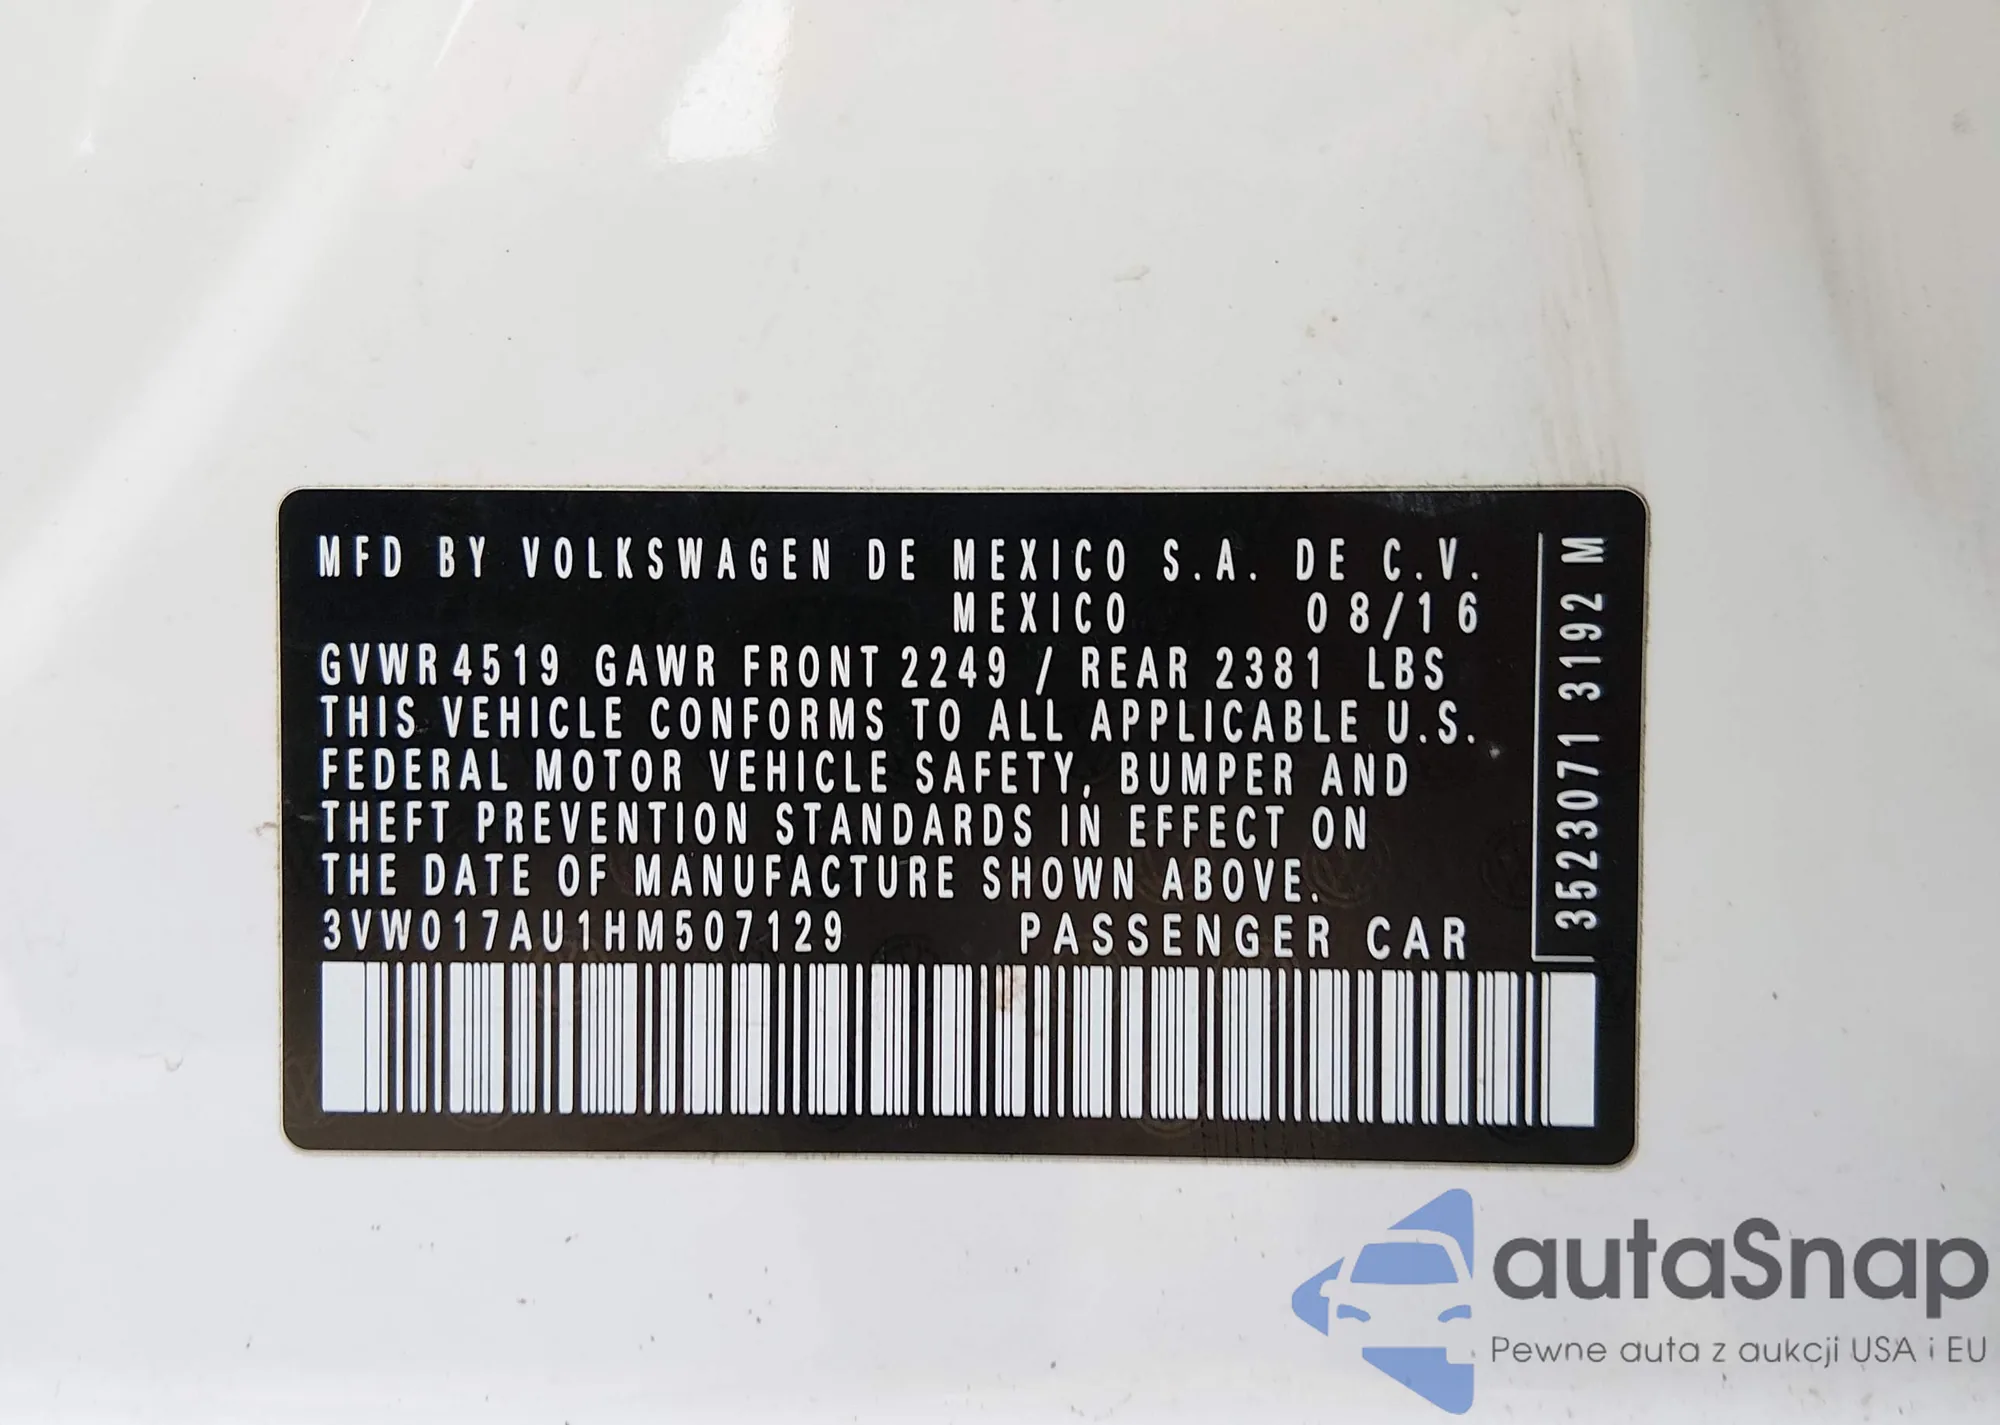 MFD BY VOLKSWAGEN DE MEXICO S.A. DE C.V.
MEXICO 08/16
GVWR 4519 GAWR FRONT 2249 / REAR 2381 LBS
THIS VEHICLE CONFORMS TO ALL APPLICABLE U.S.
FEDERAL MOTOR VEHICLE SAFETY, BUMPER AND
THEFT PREVENTION STANDARDS IN EFFECT ON
THE DATE OF MANUFACTURE SHOWN ABOVE.
3VW017AU1HM507129 PASSENGER CAR
3523071 3192 M
autaSnap
Pewne auta z aukcji USA i EU